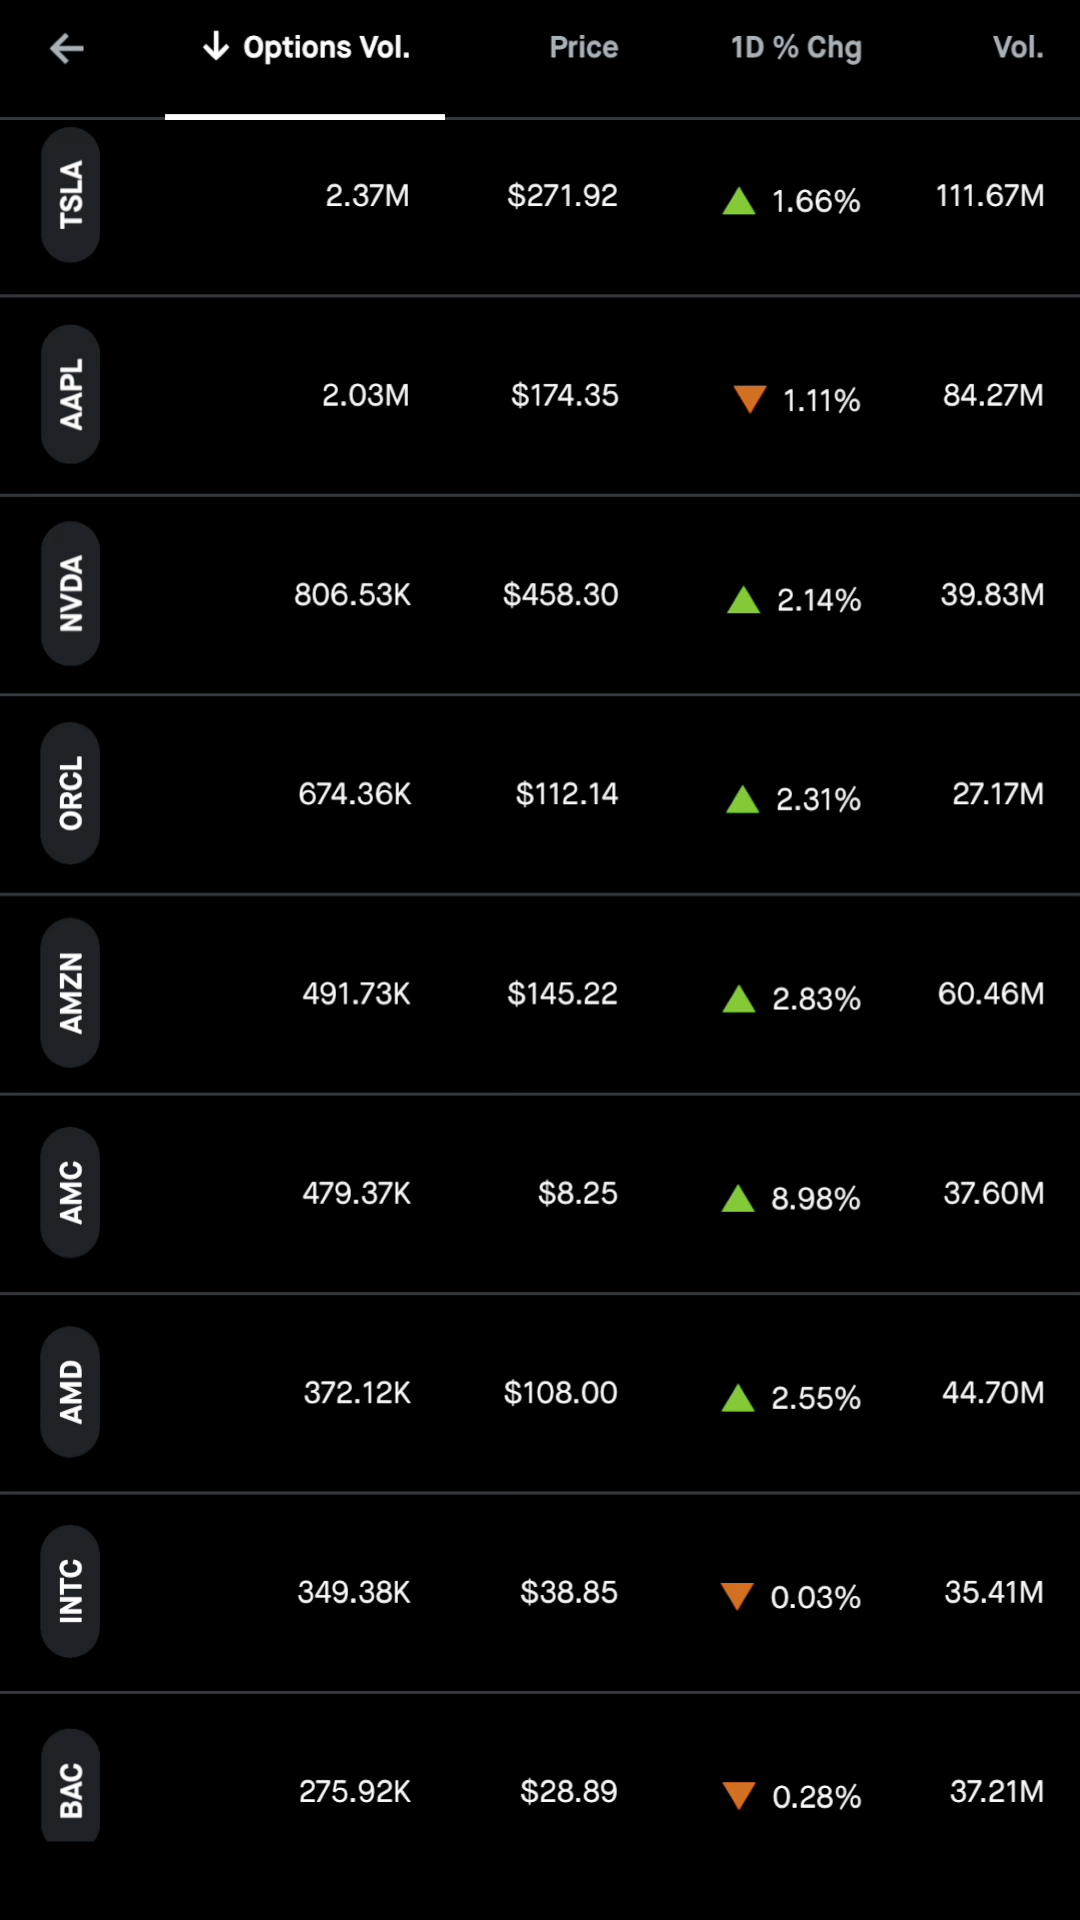 ← ↓ Options Vol. Price 1D % Chg Vol.
TSLA 2.37M $271.92 ▲ 1.66% 111.67M
AAPL 2.03M $174.35 ▼ 1.11% 84.27M
NVDA 806.53K $458.30 ▲ 2.14% 39.83M
ORCL 674.36K $112.14 ▲ 2.31% 27.17M
AMZN 491.73K $145.22 ▲ 2.83% 60.46M
AMC 479.37K $8.25 ▲ 8.98% 37.60M
AMD 372.12K $108.00 ▲ 2.55% 44.70M
INTC 349.38K $38.85 ▼ 0.03% 35.41M
BAC 275.92K $28.89 ▼ 0.28% 37.21M